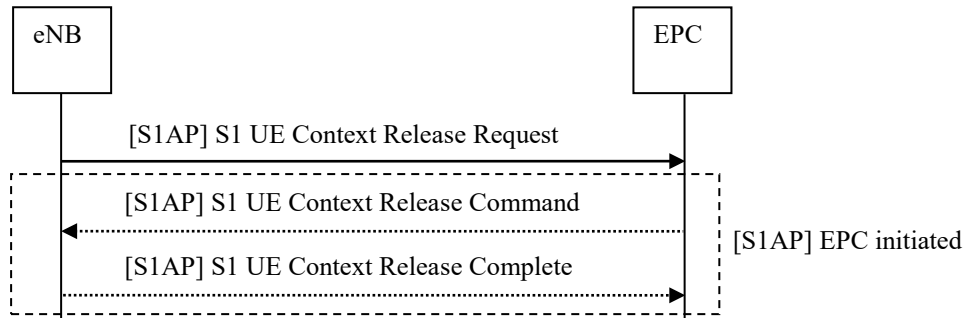 eNB
EPC
[S1AP] S1 UE Context Release Request
[S1AP] S1 UE Context Release Command
[S1AP] EPC initiated
[S1AP] S1 UE Context Release Complete